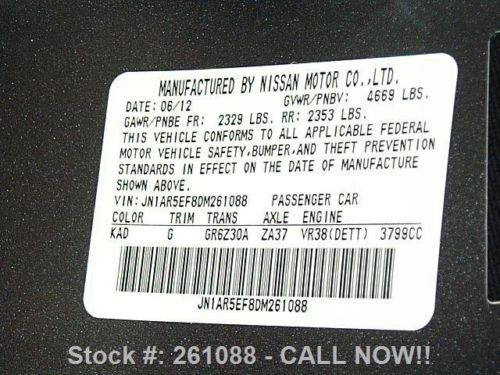 MANUFACTURED BY NISSAN MOTOR CO.,LTD.
DATE: 06/12 GVWR/PNBV: 4669 LBS.
GAWR/PNBE FR: 2329 LBS. RR: 2353 LBS.
THIS VEHICLE CONFORMS TO ALL APPLICABLE FEDERAL
MOTOR VEHICLE SAFETY, BUMPER, AND THEFT PREVENTION
STANDARDS IN EFFECT ON THE DATE OF MANUFACTURE
SHOWN ABOVE.
VIN: JN1AR5EF8DM261088 PASSENGER CAR
COLOR TRIM TRANS AXLE ENGINE
KAD G GR6Z30A ZA37 VR38(DETT) 3799CC
JN1AR5EF8DM261088
Stock #: 261088 - CALL NOW!!